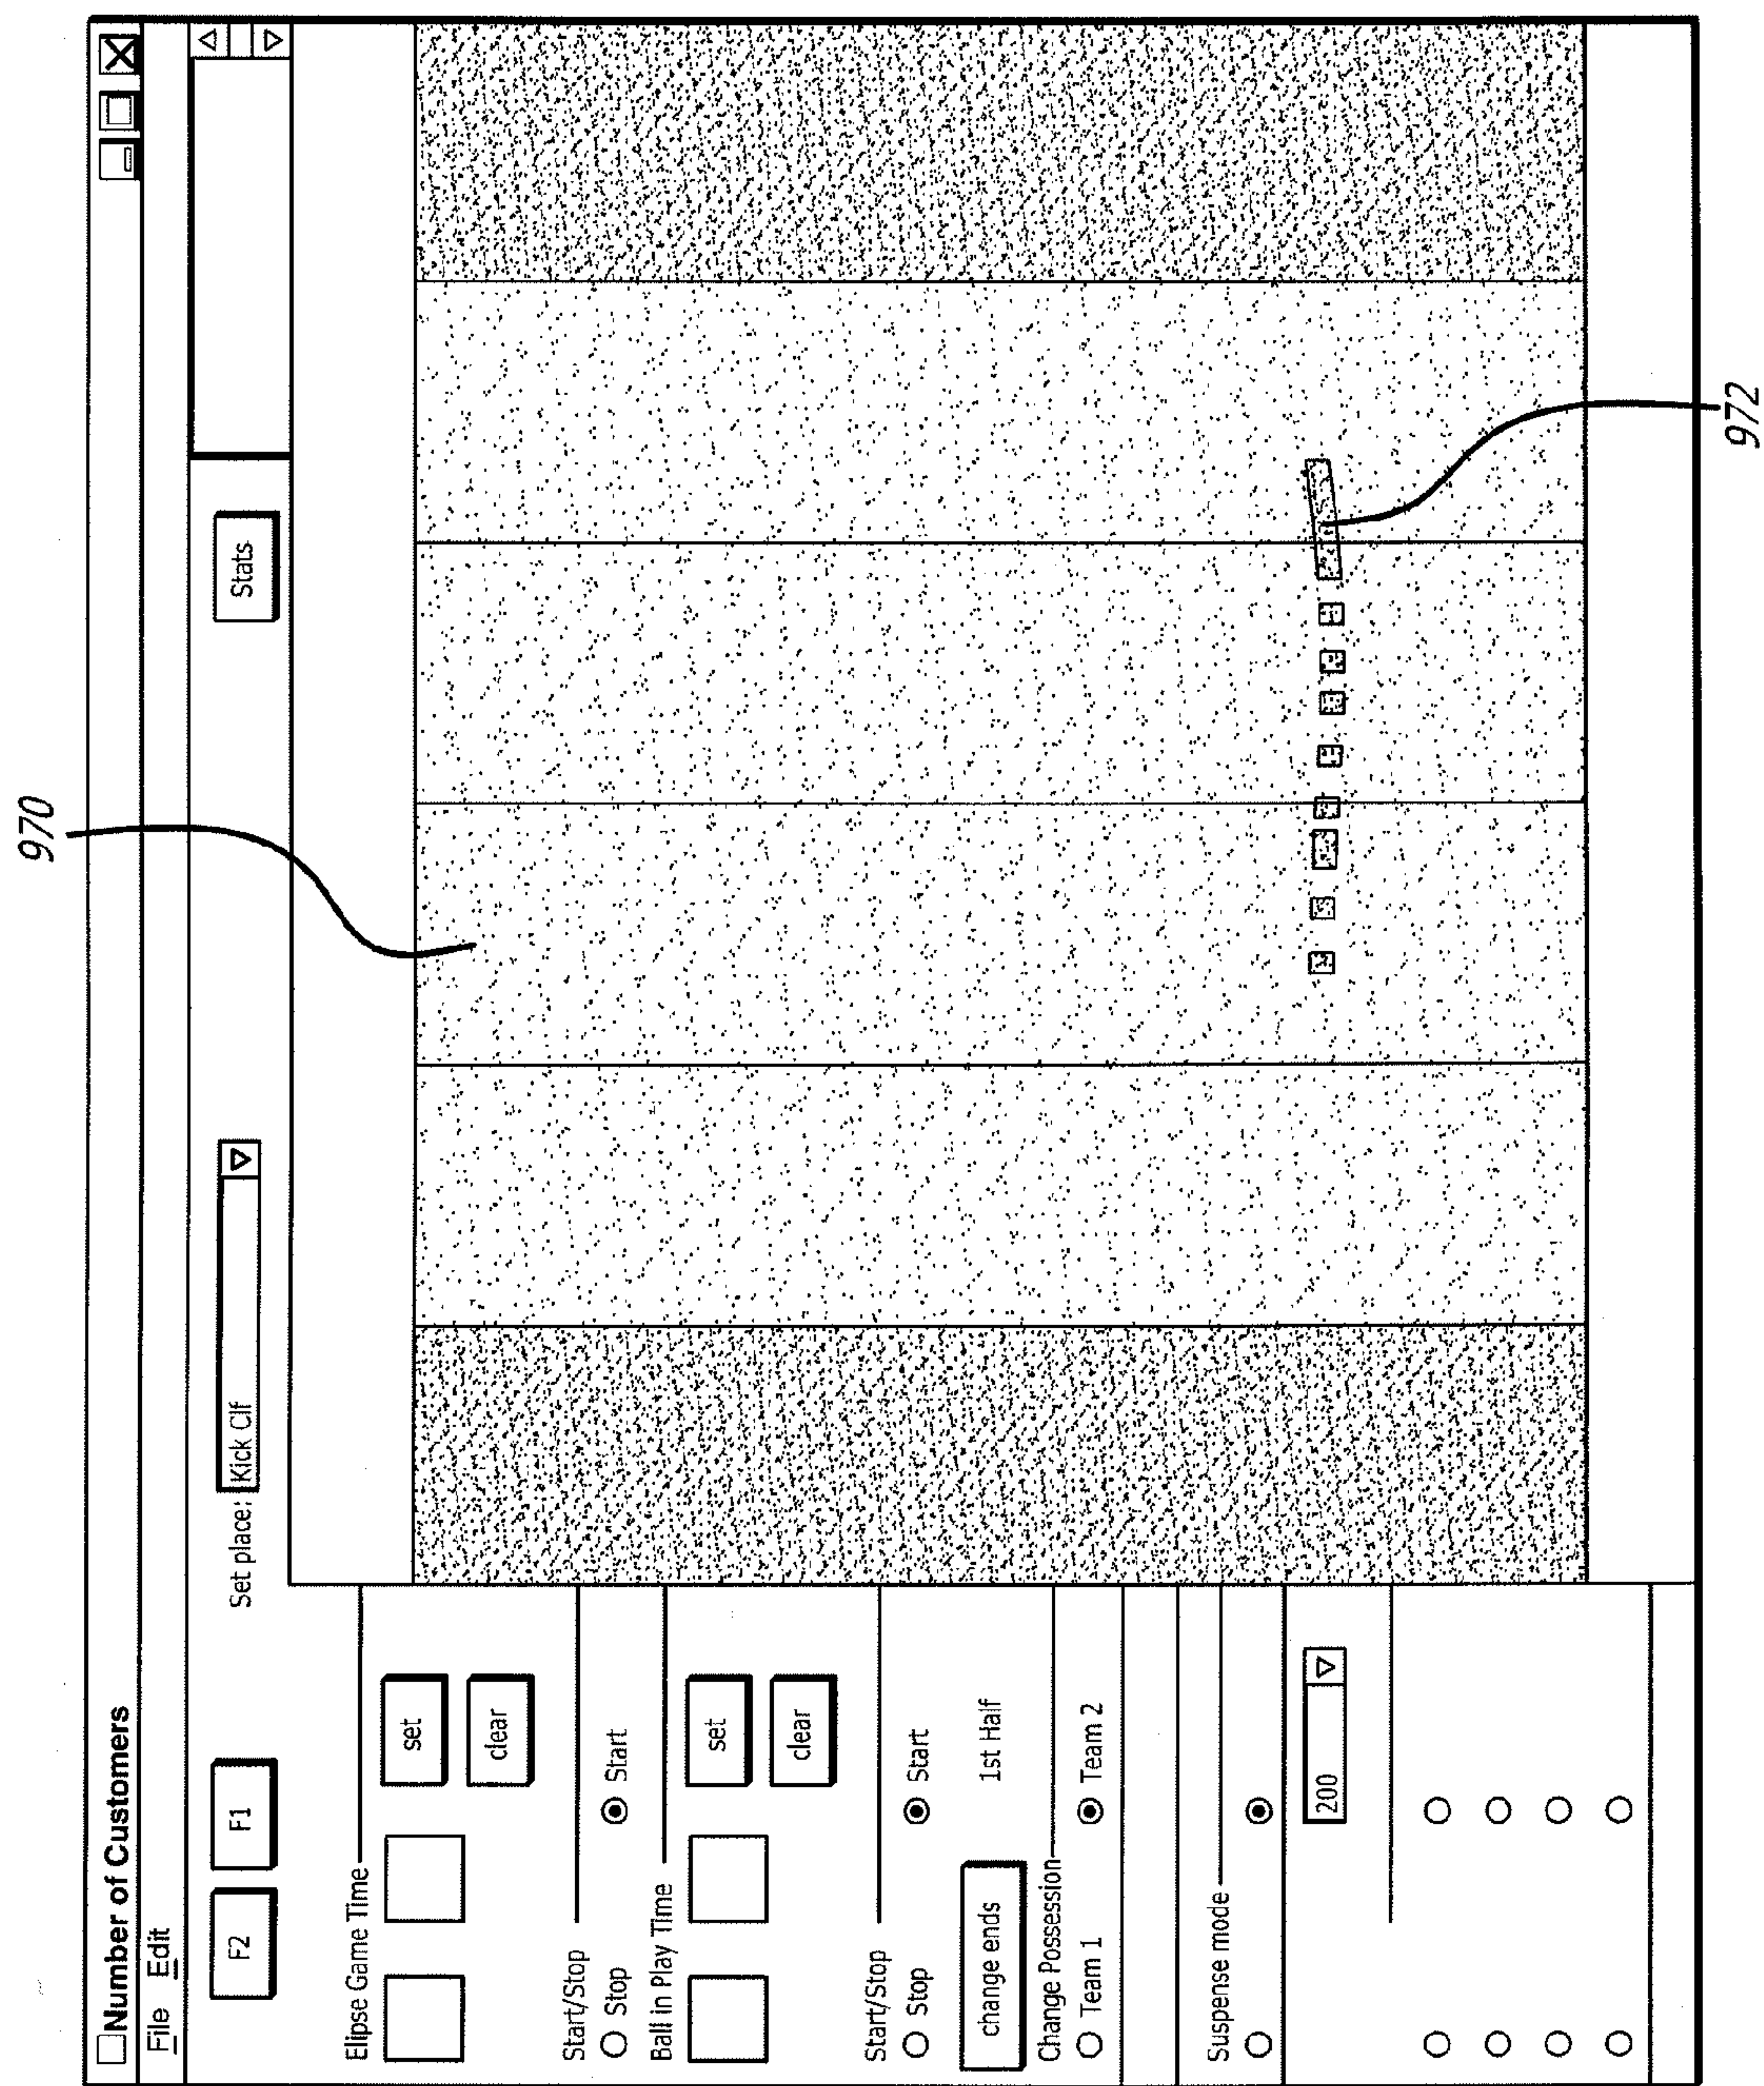 970
Number of Customers
File Edit
F2 F1 Set place: Kick Clf Stats
Elipse Game Time
set
clear
Start/Stop
Stop Start
Ball in Play Time
set
clear
Start/Stop
Stop Start
change ends 1st Half
Change Possession
Team 1 Team 2
Suspense mode
200
972